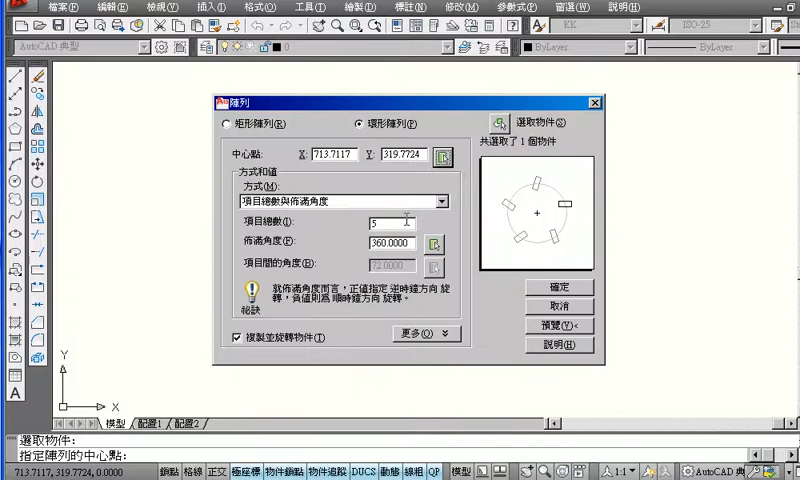 檔案(F) 編輯(E) 檢視(V) 插入(I) 格式(O) 工具(T) 繪製(D) 標註(N) 修改(M) 參數式(P) 窗選(W) 說明(H)
KK ISO-25
AutoCAD 典型 0 ByLayer ByLayer
陣列
矩形陣列(R) 環形陣列(P) 選取物件(S)
共選取了 1 個物件
中心點: X: 713.7117 Y: 319.7724
方式和值
方式(M):
項目總數與佈滿角度
項目總數(I): 5
佈滿角度(F): 360.0000
項目間的角度(B): 72.0000
就佈滿角度而言，正值指定 逆時鐘方向 旋
轉，負值則為 順時鐘方向 旋轉。
秘訣
複製並旋轉物件(T) 更多(O)
確定
取消
預覽(V)<
說明(H)
Y
X
模型 配置1 配置2
選取物件:
指定陣列的中心點:
713.7117, 319.7724, 0.0000 鎖點 格線 正交 極座標 物件鎖點 物件追蹤 DUCS 動態 線粗 QP 模型 1:1 AutoCAD 典型